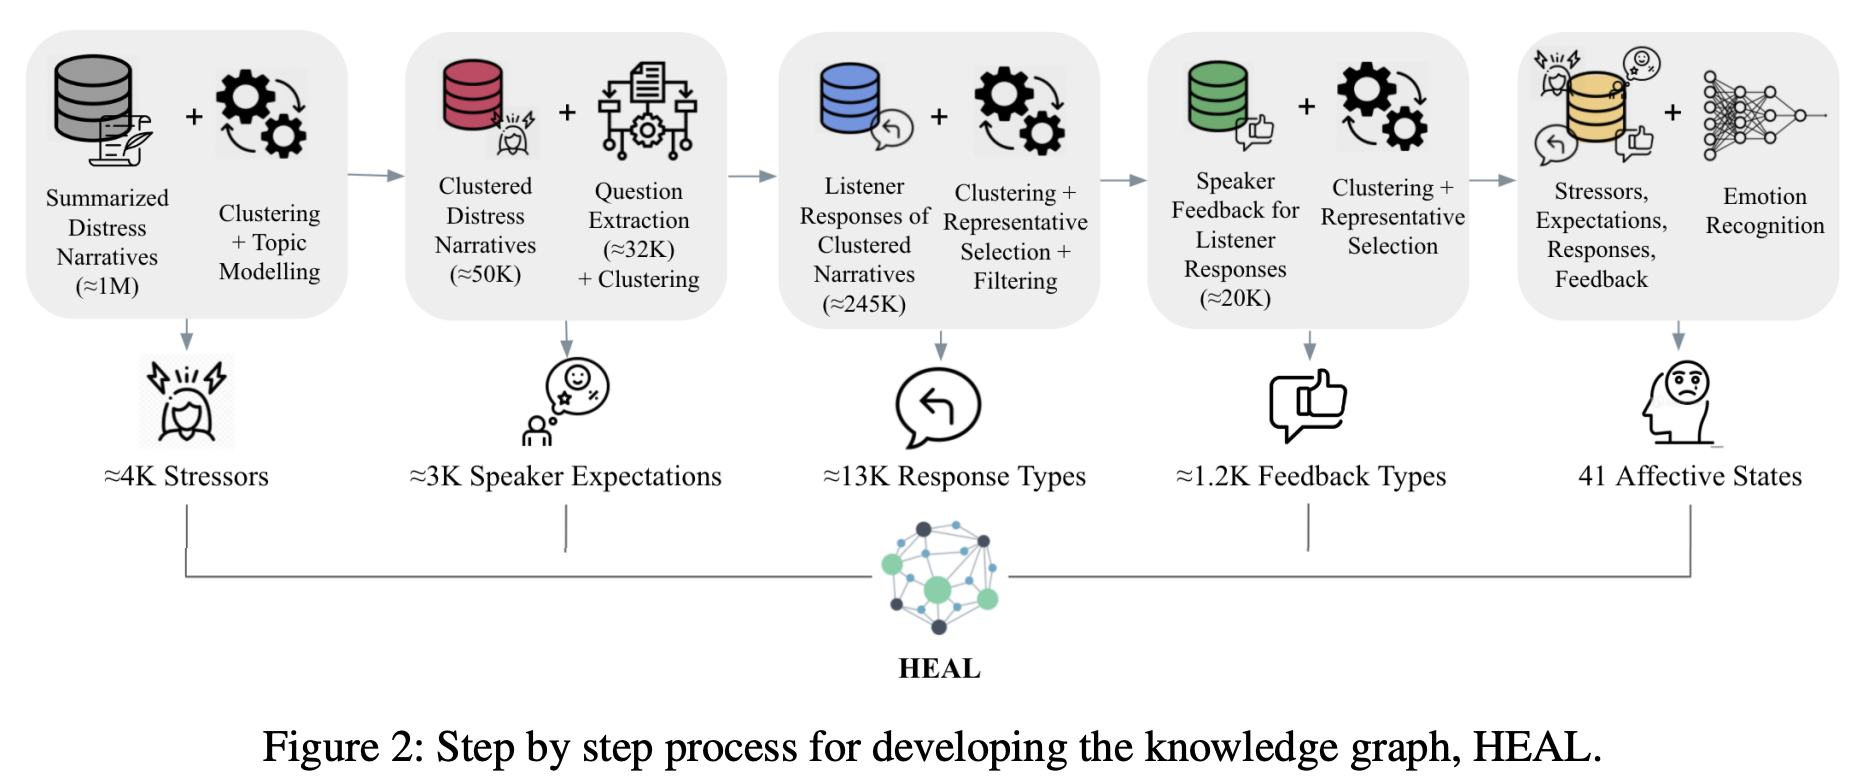 Summarized
Distress
Narratives
(≈1M)
+
Clustering
+ Topic
Modelling
Clustered
Distress
Narratives
(≈50K)
+
Question
Extraction
(≈32K)
+ Clustering
Listener
Responses of
Clustered
Narratives
(≈245K)
+
Clustering +
Representative
Selection +
Filtering
Speaker
Feedback for
Listener
Responses
(≈20K)
+
Clustering +
Representative
Selection
Stressors,
Expectations,
Responses,
Feedback
+
Emotion
Recognition
≈4K Stressors
≈3K Speaker Expectations
≈13K Response Types
≈1.2K Feedback Types
41 Affective States
HEAL
Figure 2: Step by step process for developing the knowledge graph, HEAL.